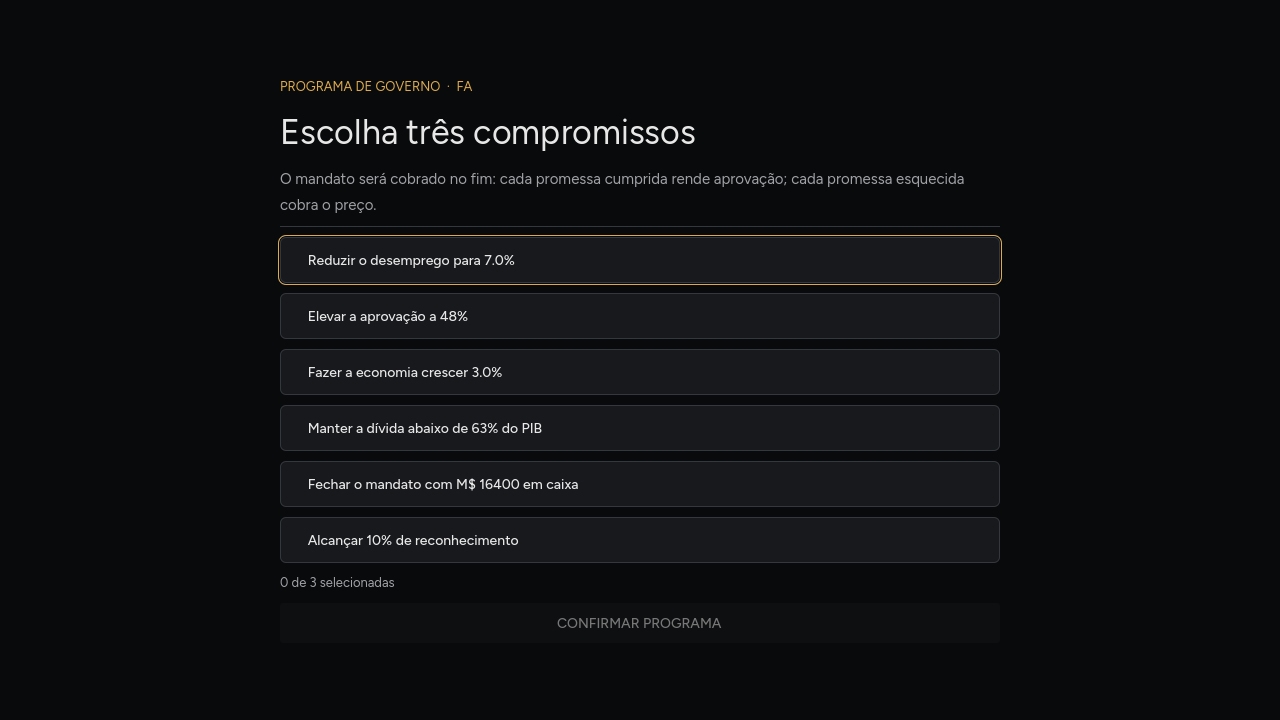 PROGRAMA DE GOVERNO · FA
Escolha três compromissos
O mandato será cobrado no fim: cada promessa cumprida rende aprovação; cada promessa esquecida
cobra o preço.
Reduzir o desemprego para 7.0%
Elevar a aprovação a 48%
Fazer a economia crescer 3.0%
Manter a dívida abaixo de 63% do PIB
Fechar o mandato com M$ 16400 em caixa
Alcançar 10% de reconhecimento
0 de 3 selecionadas
CONFIRMAR PROGRAMA